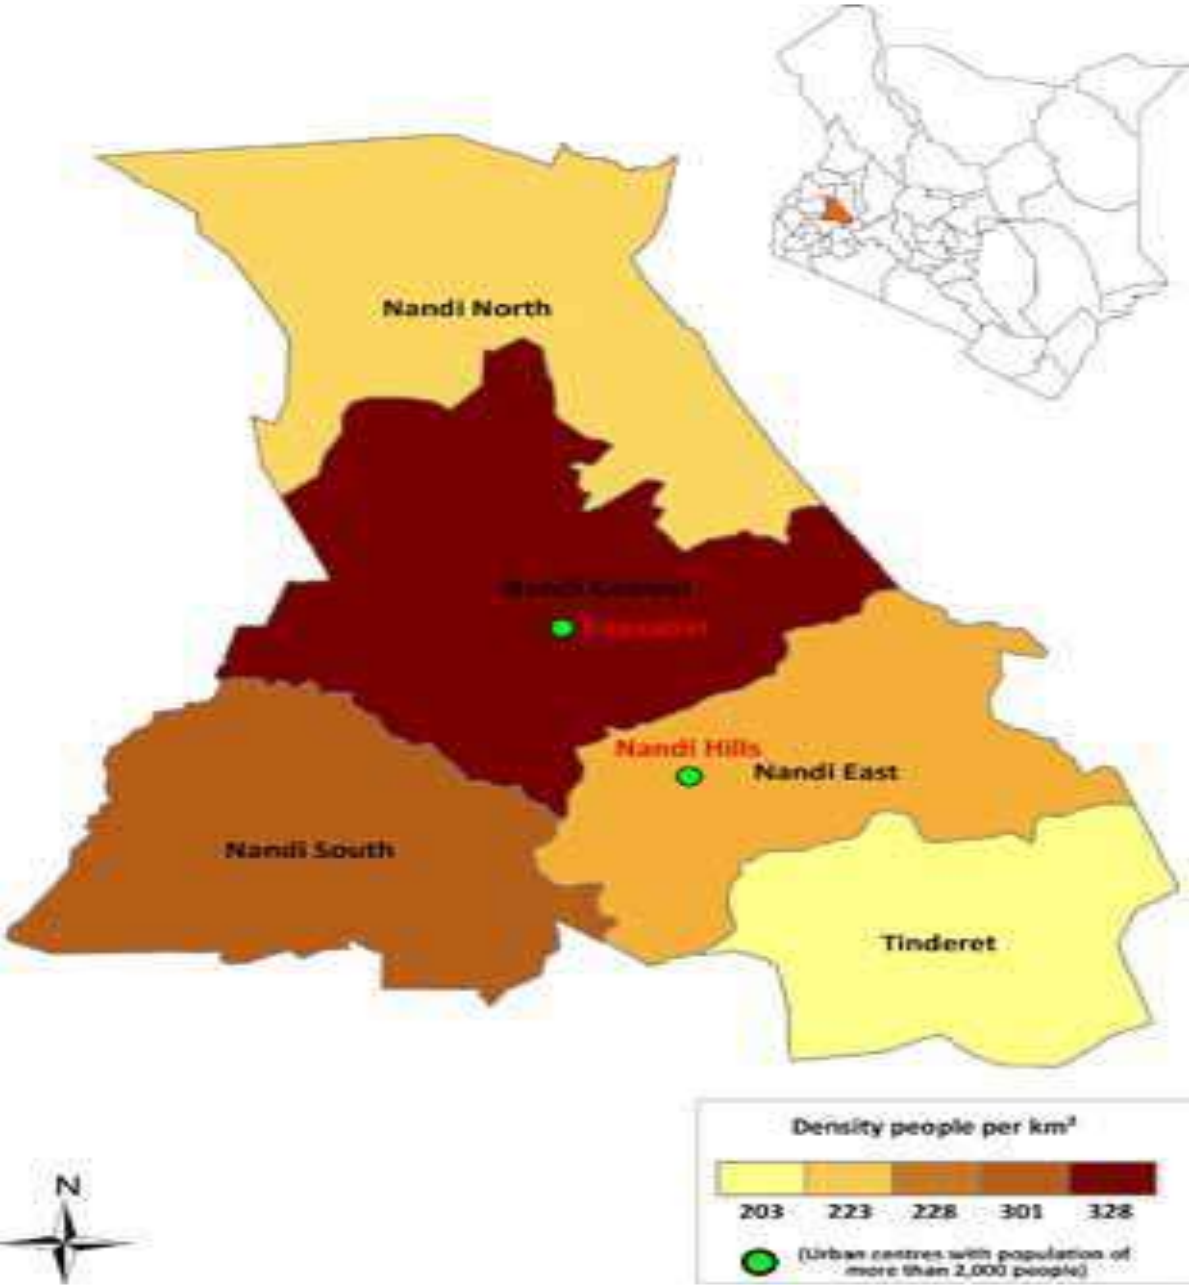 Nandi North
Nandi Hills
Nandi East
Nandi South
Tinderet
Density people per km²
203 223 228 301 328
(Urban centres with population of
more than 2,000 people)
N